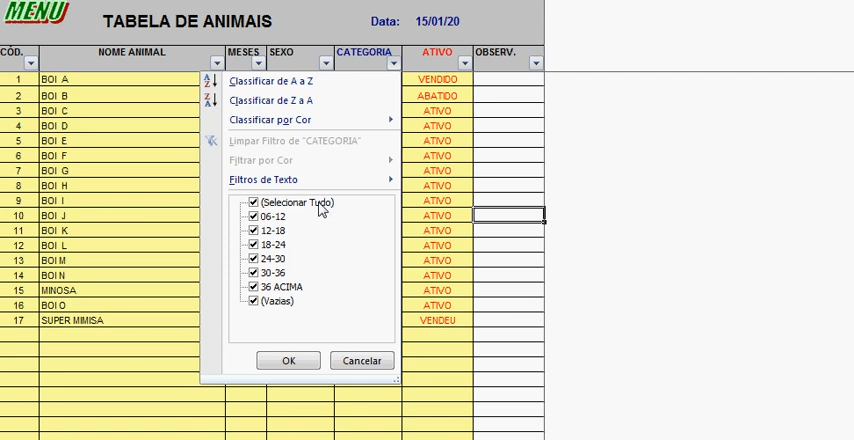 MENU TABELA DE ANIMAIS Data: 15/01/20
CÓD. NOME ANIMAL MESES SEXO CATEGORIA ATIVO OBSERV.
1 BOI A VENDIDO
2 BOI B ABATIDO
3 BOI C ATIVO
4 BOI D ATIVO
5 BOI E ATIVO
6 BOI F ATIVO
7 BOI G ATIVO
8 BOI H ATIVO
9 BOI I ATIVO
10 BOI J ATIVO
11 BOI K ATIVO
12 BOI L ATIVO
13 BOI M ATIVO
14 BOI N ATIVO
15 MINOSA ATIVO
16 BOI O ATIVO
17 SUPER MIMISA VENDEU
Classificar de A a Z
Classificar de Z a A
Classificar por Cor
Limpar Filtro de "CATEGORIA"
Filtrar por Cor
Filtros de Texto
(Selecionar Tudo)
06-12
12-18
18-24
24-30
30-36
36 ACIMA
(Vazias)
OK Cancelar